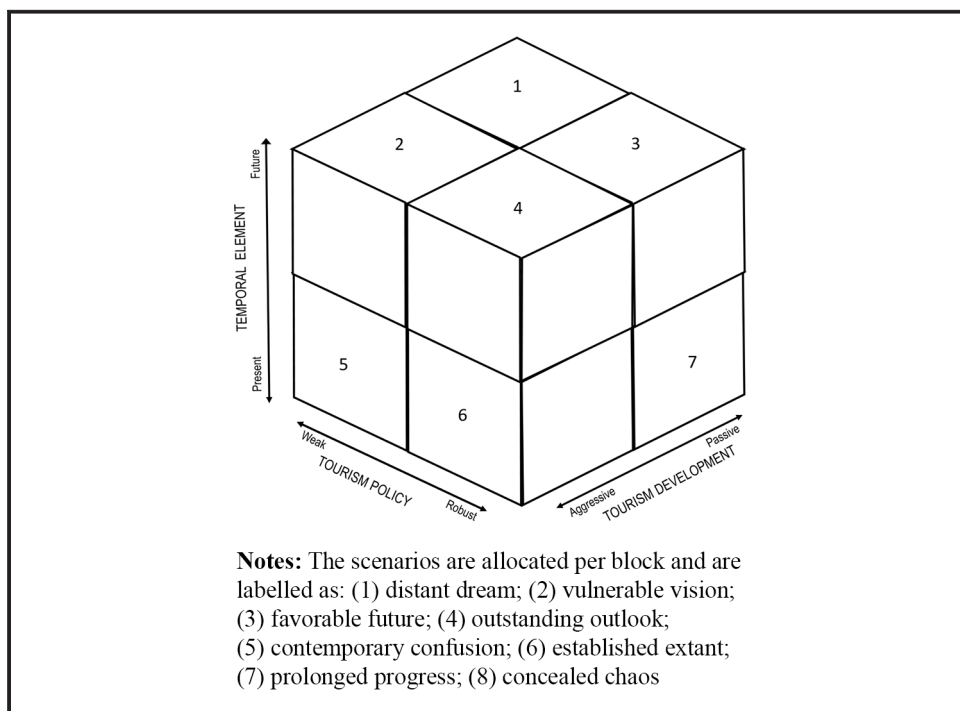 1
2
3
4
Future
TEMPORAL ELEMENT
Present
5
6
7
Weak
TOURISM POLICY
Robust
Passive
TOURISM DEVELOPMENT
Aggressive
Notes: The scenarios are allocated per block and are
labelled as: (1) distant dream; (2) vulnerable vision;
(3) favorable future; (4) outstanding outlook;
(5) contemporary confusion; (6) established extant;
(7) prolonged progress; (8) concealed chaos